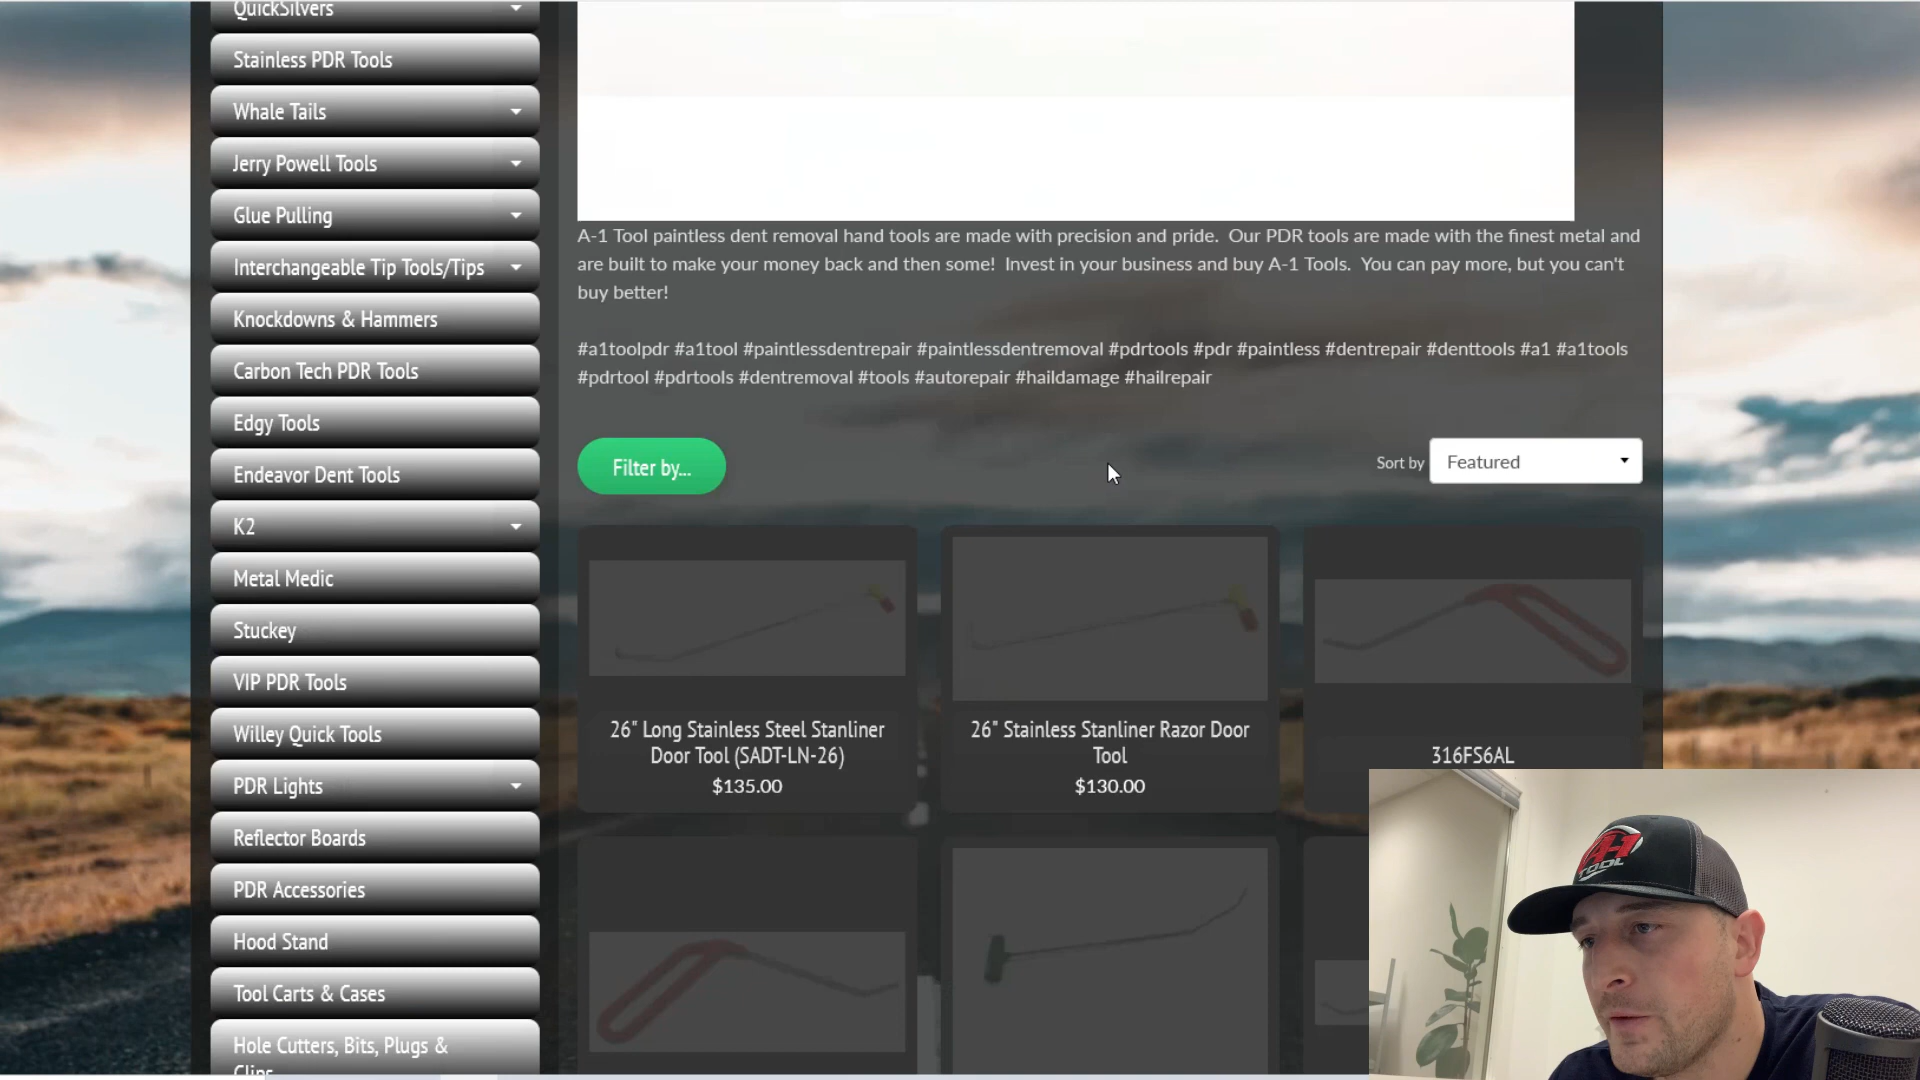 QuickSilvers
Stainless PDR Tools
Whale Tails
Jerry Powell Tools
Glue Pulling
Interchangeable Tip Tools/Tips
Knockdowns & Hammers
Carbon Tech PDR Tools
Edgy Tools
Endeavor Dent Tools
K2
Metal Medic
Stuckey
VIP PDR Tools
Willey Quick Tools
PDR Lights
Reflector Boards
PDR Accessories
Hood Stand
Tool Carts & Cases
Hole Cutters, Bits, Plugs &
Clips
A-1 Tool paintless dent removal hand tools are made with precision and pride. Our PDR tools are made with the finest metal and
are built to make your money back and then some! Invest in your business and buy A-1 Tools. You can pay more, but you can't
buy better!
#a1toolpdr #a1tool #paintlessdentrepair #paintlessdentremoval #pdrtools #pdr #paintless #dentrepair #denttools #a1 #a1tools
#pdrtool #pdrtools #dentremoval #tools #autorepair #haildamage #hailrepair
Filter by...
Sort by Featured
26" Long Stainless Steel Stanliner
Door Tool (SADT-LN-26)
$135.00
26" Stainless Stanliner Razor Door
Tool
$130.00
316FS6AL
TOOL